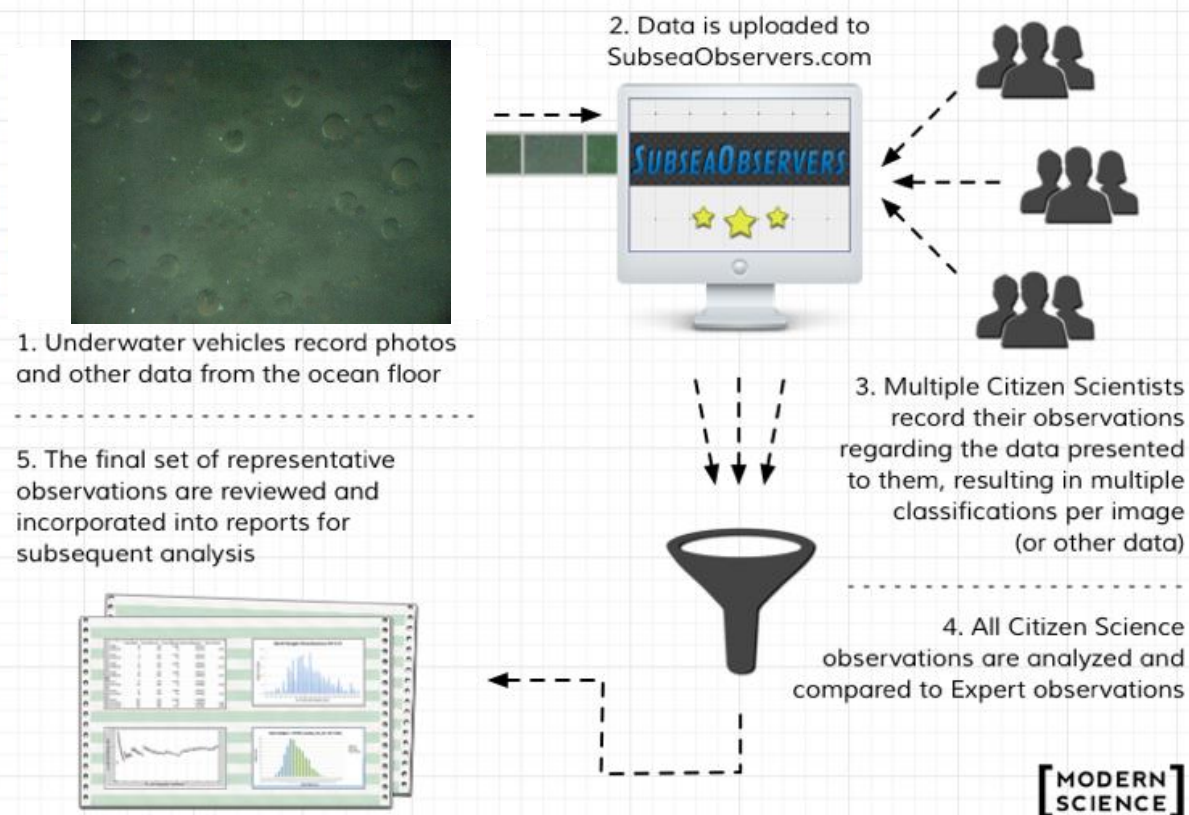 2. Data is uploaded to
SubseaObservers.com
SUBSEAOBSERVERS
1. Underwater vehicles record photos
and other data from the ocean floor
3. Multiple Citizen Scientists
record their observations
regarding the data presented
to them, resulting in multiple
classifications per image
(or other data)
4. All Citizen Science
observations are analyzed and
compared to Expert observations
5. The final set of representative
observations are reviewed and
incorporated into reports for
subsequent analysis
[MODERN
SCIENCE]